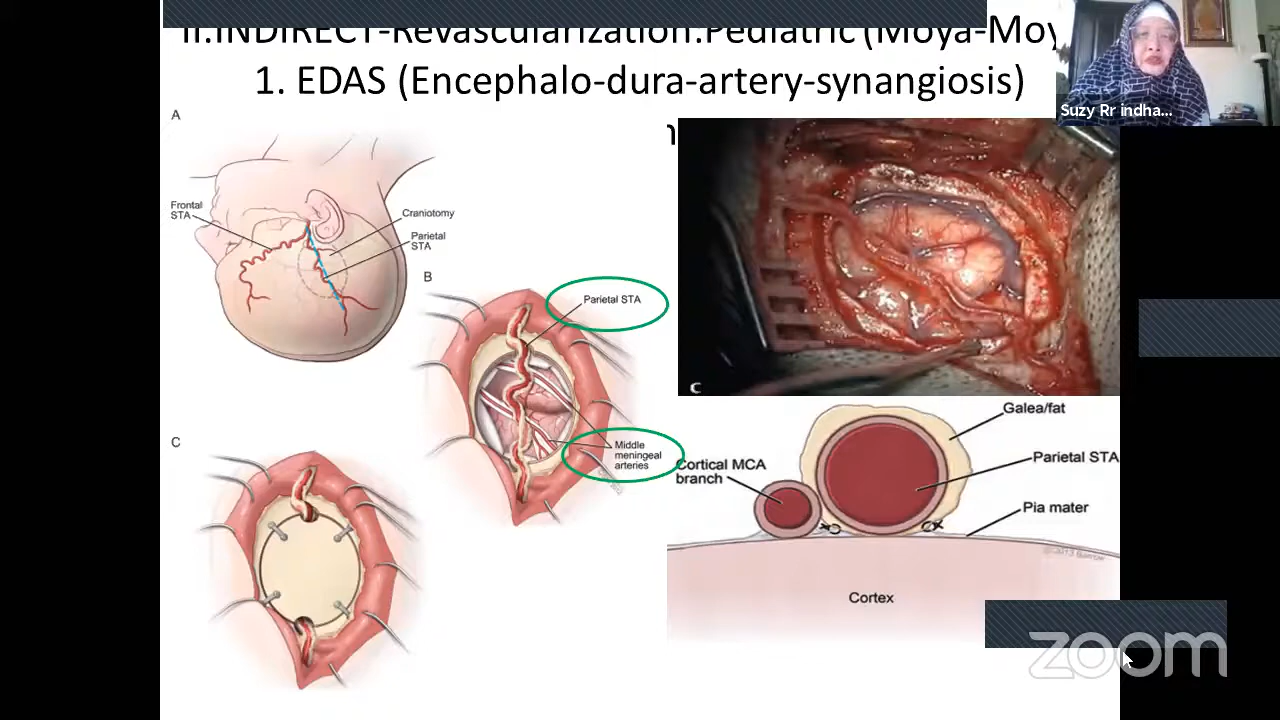 II.INDIRECT-Revascularization.Pediatric (Moya-Moy
1. EDAS (Encephalo-dura-artery-synangiosis)
Suzy Rr indha...
A
Frontal
STA
Craniotomy
Parietal
STA
B
Parietal STA
Middle
meningeal
arteries
C
C
Galea/fat
Cortical MCA
branch
Parietal STA
Pia mater
Cortex
zoom